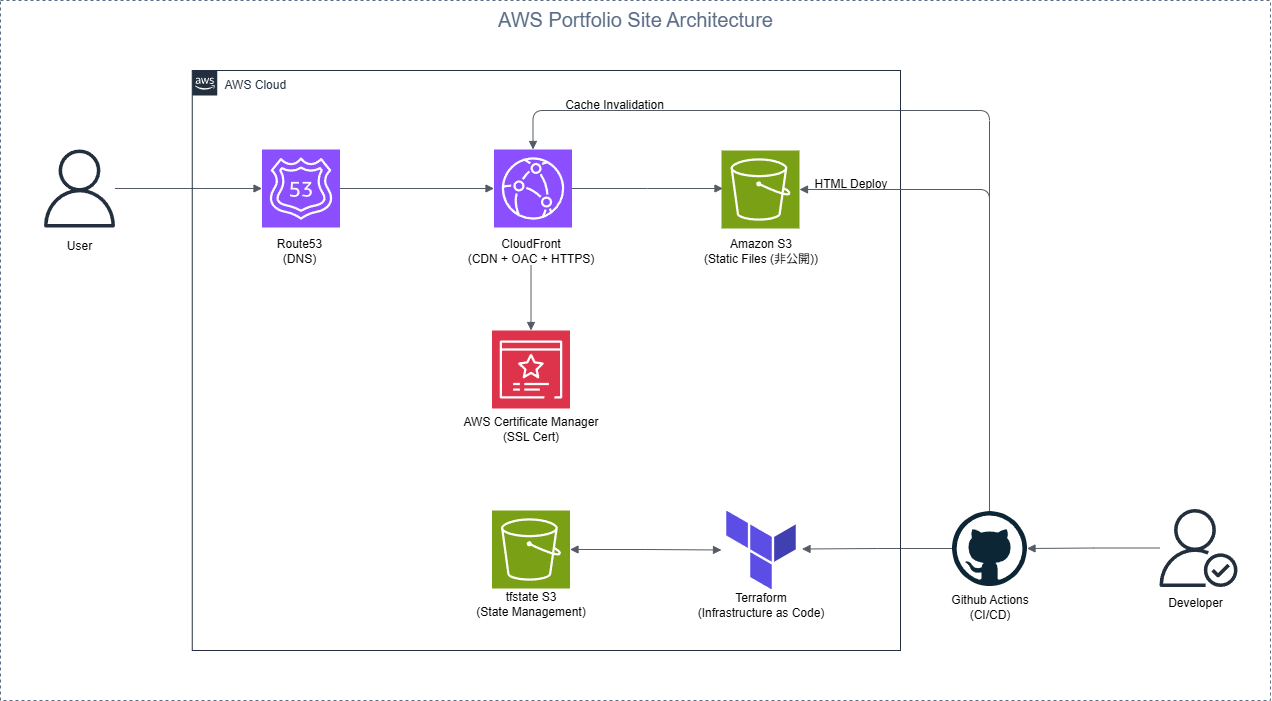 AWS Portfolio Site Architecture
aws
AWS Cloud
Cache Invalidation
HTML Deploy
53
User
Route53
(DNS)
CloudFront
(CDN + OAC + HTTPS)
Amazon S3
(Static Files (非公開))
AWS Certificate Manager
(SSL Cert)
tfstate S3
(State Management)
Terraform
(Infrastructure as Code)
Github Actions
(CI/CD)
Developer